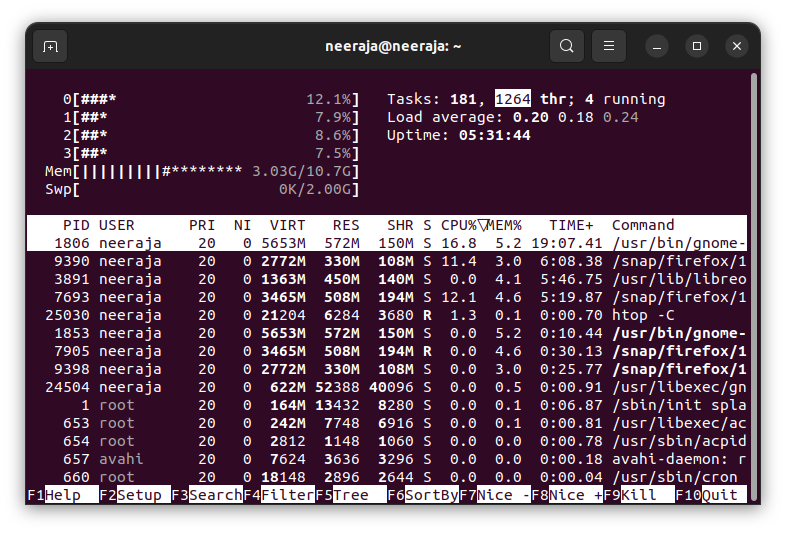 neeraja@neeraja: ~
0[###* 12.1%] Tasks: 181, 1264 thr; 4 running
1[##* 7.9%] Load average: 0.20 0.18 0.24
2[##* 8.6%] Uptime: 05:31:44
3[##* 7.5%]
Mem[|||||||||#******** 3.03G/10.7G]
Swp[ 0K/2.00G]
PID USER PRI NI VIRT RES SHR S CPU%▽MEM% TIME+ Command
1806 neeraja 20 0 5653M 572M 150M S 16.8 5.2 19:07.41 /usr/bin/gnome-
9390 neeraja 20 0 2772M 330M 108M S 11.4 3.0 6:08.38 /snap/firefox/1
3891 neeraja 20 0 1363M 450M 140M S 0.0 4.1 5:46.75 /usr/lib/libreo
7693 neeraja 20 0 3465M 508M 194M S 12.1 4.6 5:19.87 /snap/firefox/1
25030 neeraja 20 0 21204 6284 3680 R 1.3 0.1 0:00.70 htop -C
1853 neeraja 20 0 5653M 572M 150M S 0.0 5.2 0:10.44 /usr/bin/gnome-
7905 neeraja 20 0 3465M 508M 194M R 0.0 4.6 0:30.13 /snap/firefox/1
9398 neeraja 20 0 2772M 330M 108M S 0.0 3.0 0:25.77 /snap/firefox/1
24504 neeraja 20 0 622M 52388 40096 S 0.0 0.5 0:00.91 /usr/libexec/gn
1 root 20 0 164M 13432 8280 S 0.0 0.1 0:06.87 /sbin/init spla
653 root 20 0 242M 7748 6916 S 0.0 0.1 0:00.81 /usr/libexec/ac
654 root 20 0 2812 1148 1060 S 0.0 0.0 0:00.78 /usr/sbin/acpid
657 avahi 20 0 7624 3636 3296 S 0.0 0.0 0:00.18 avahi-daemon: r
660 root 20 0 18148 2896 2644 S 0.0 0.0 0:00.04 /usr/sbin/cron
F1Help F2Setup F3SearchF4FilterF5Tree F6SortByF7Nice -F8Nice +F9Kill F10Quit